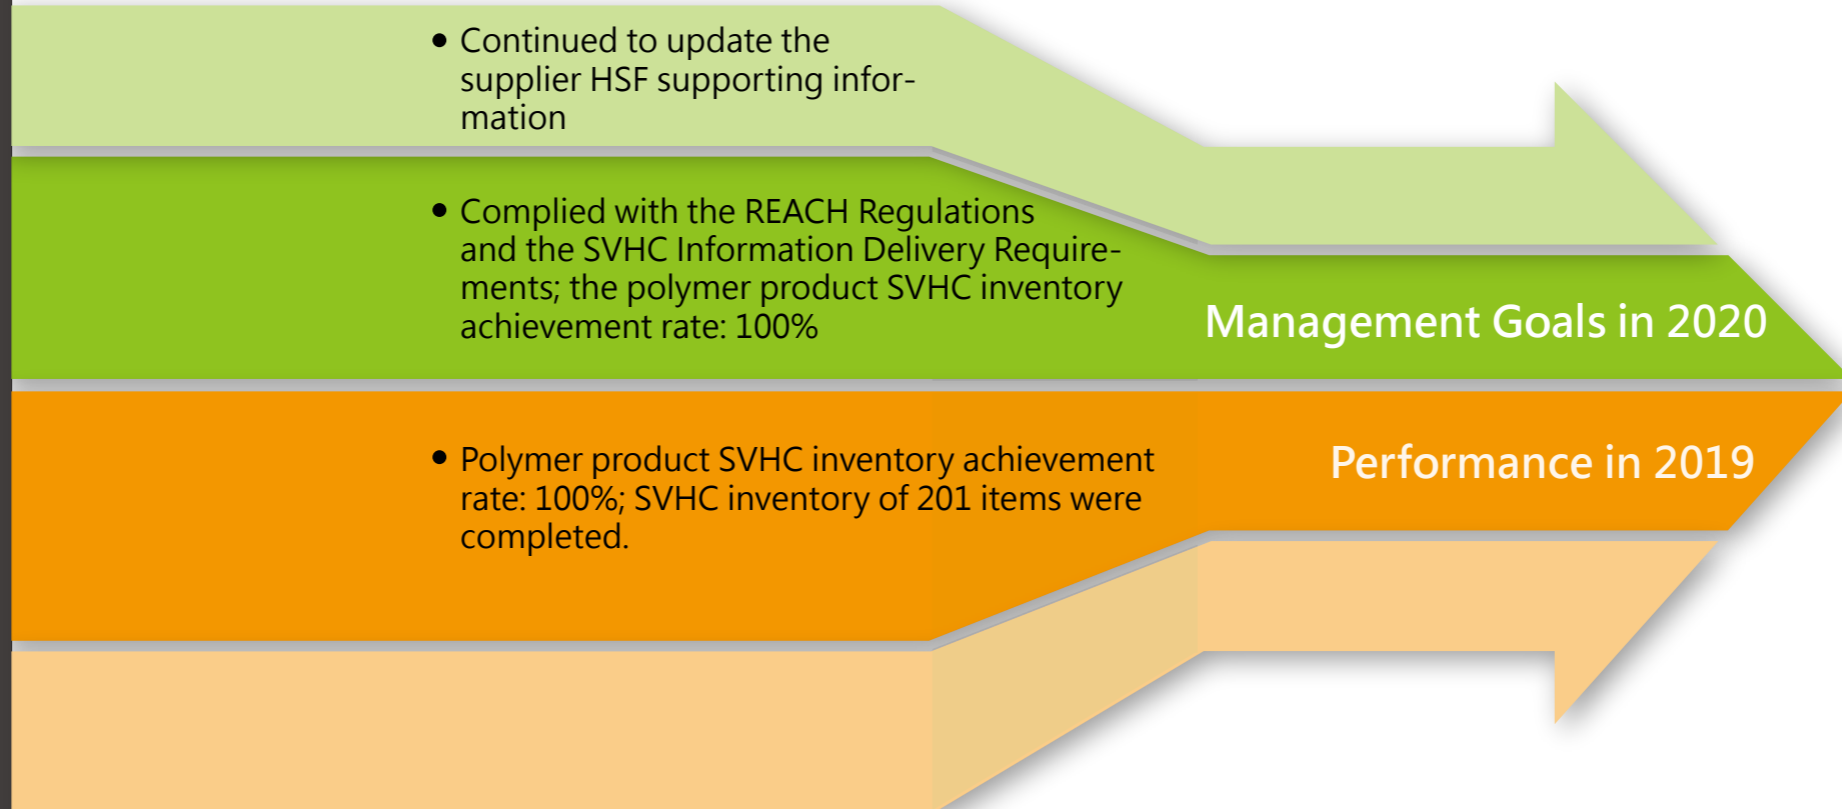 • Continued to update the
supplier HSF supporting infor-
mation
• Complied with the REACH Regulations
and the SVHC Information Delivery Require-
ments; the polymer product SVHC inventory
achievement rate: 100%
Management Goals in 2020
• Polymer product SVHC inventory achievement
rate: 100%; SVHC inventory of 201 items were
completed.
Performance in 2019